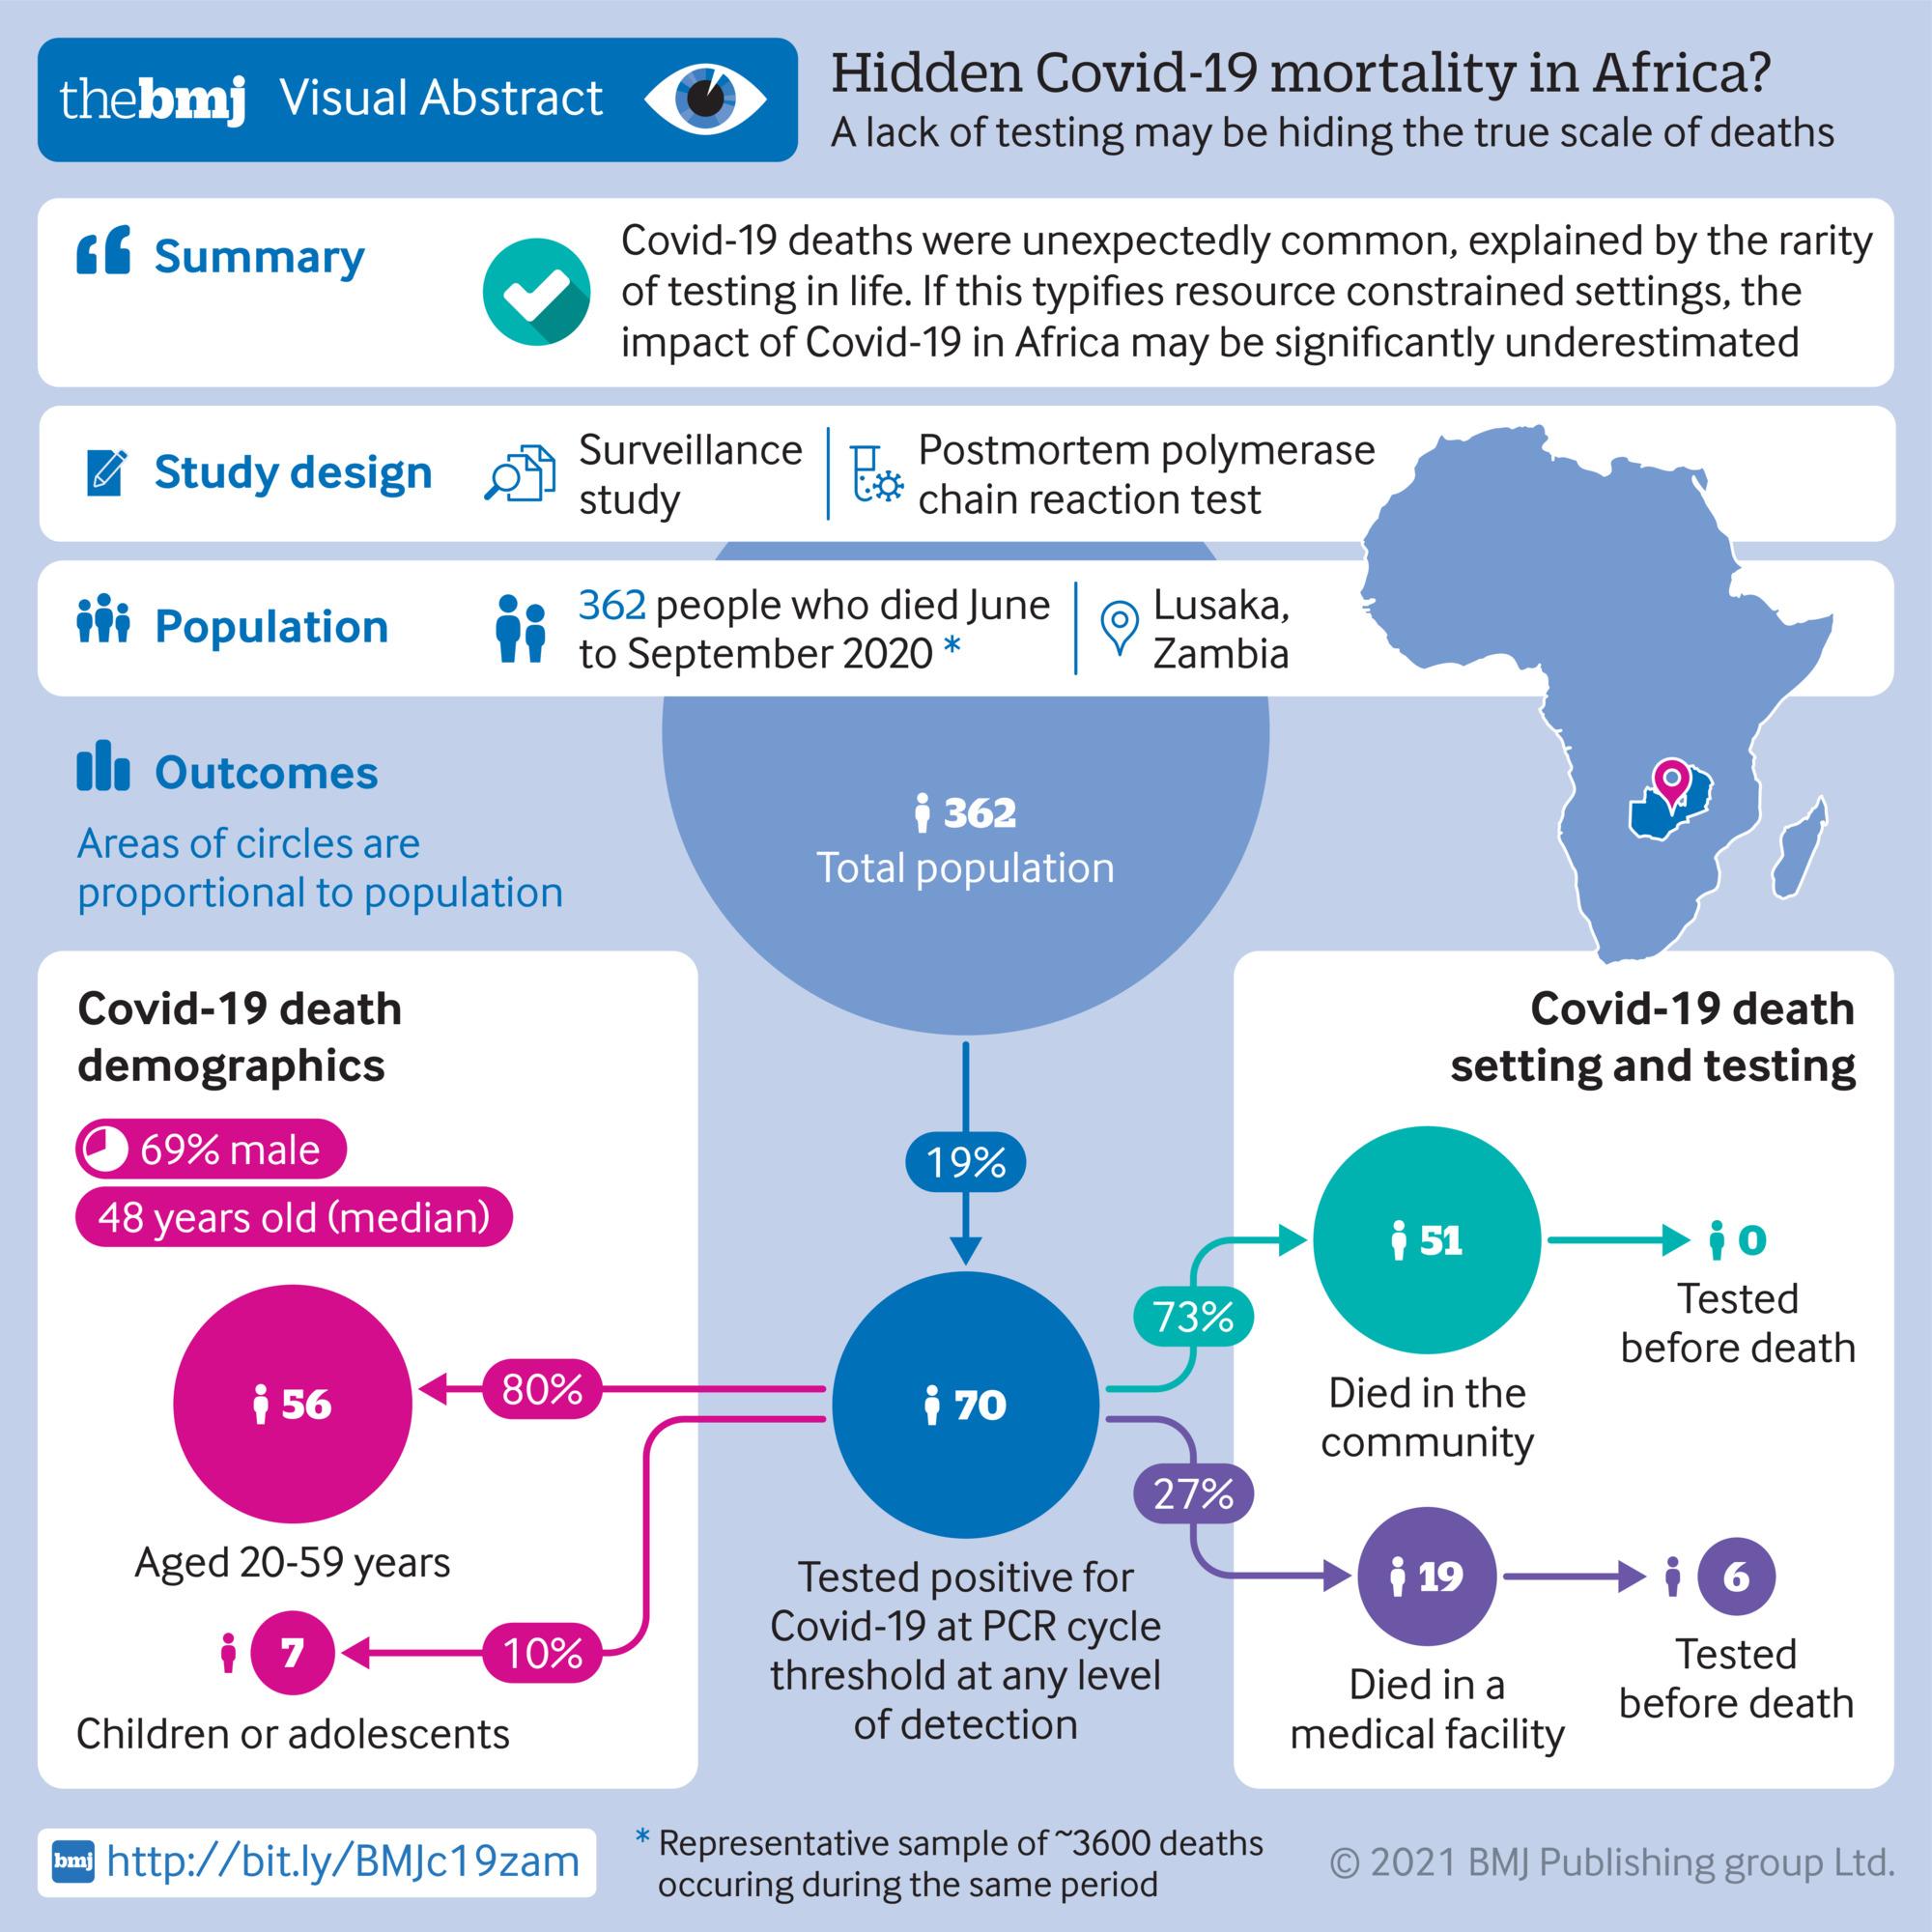 thebmj Visual Abstract
Hidden Covid-19 mortality in Africa?
A lack of testing may be hiding the true scale of deaths
Summary
Covid-19 deaths were unexpectedly common, explained by the rarity
of testing in life. If this typifies resource constrained settings, the
impact of Covid-19 in Africa may be significantly underestimated
Study design
Surveillance
study
Postmortem polymerase
chain reaction test
Population
362 people who died June
to September 2020 *
Lusaka,
Zambia
Outcomes
Areas of circles are
proportional to population
362
Total population
Covid-19 death
demographics
69% male
48 years old (median)
56
Aged 20-59 years
80%
7
Children or adolescents
10%
19%
70
Tested positive for
Covid-19 at PCR cycle
threshold at any level
of detection
Covid-19 death
setting and testing
73%
51
Died in the
community
0
Tested
before death
27%
19
Died in a
medical facility
6
Tested
before death
bmj http://bit.ly/BMJc19zam
* Representative sample of ~3600 deaths
occuring during the same period
© 2021 BMJ Publishing group Ltd.